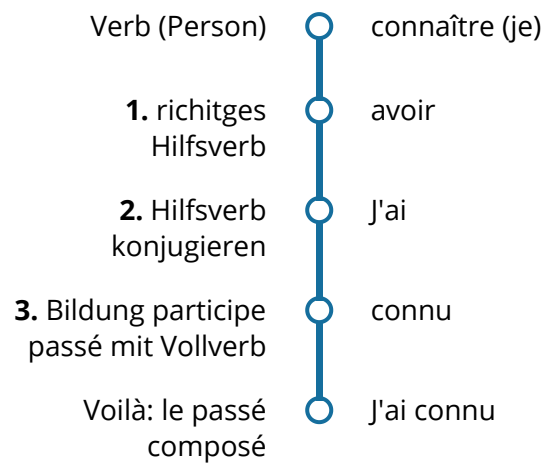 Verb (Person) connaître (je)
1. richitges avoir
Hilfsverb
2. Hilfsverb J'ai
konjugieren
3. Bildung participe connu
passé mit Vollverb
Voilà: le passé J'ai connu
composé